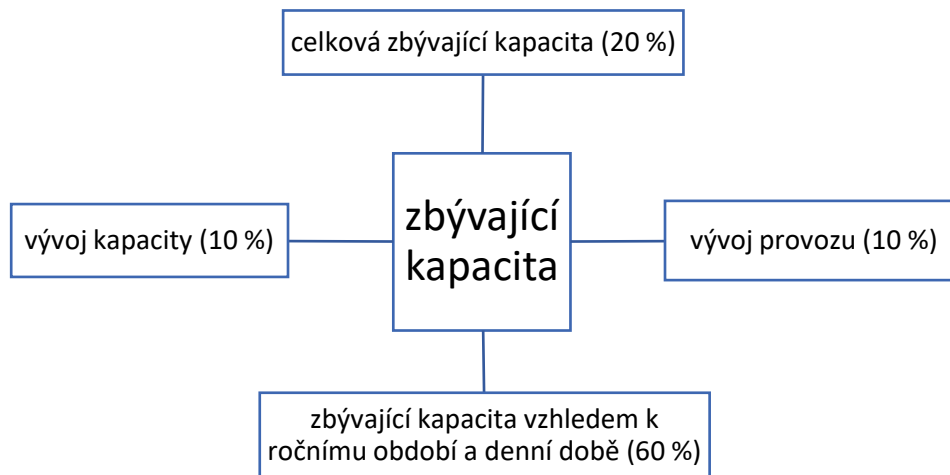 celková zbývající kapacita (20 %)
zbývající
kapacita
vývoj kapacity (10 %)
vývoj provozu (10 %)
zbývající kapacita vzhledem k
ročnímu období a denní době (60 %)